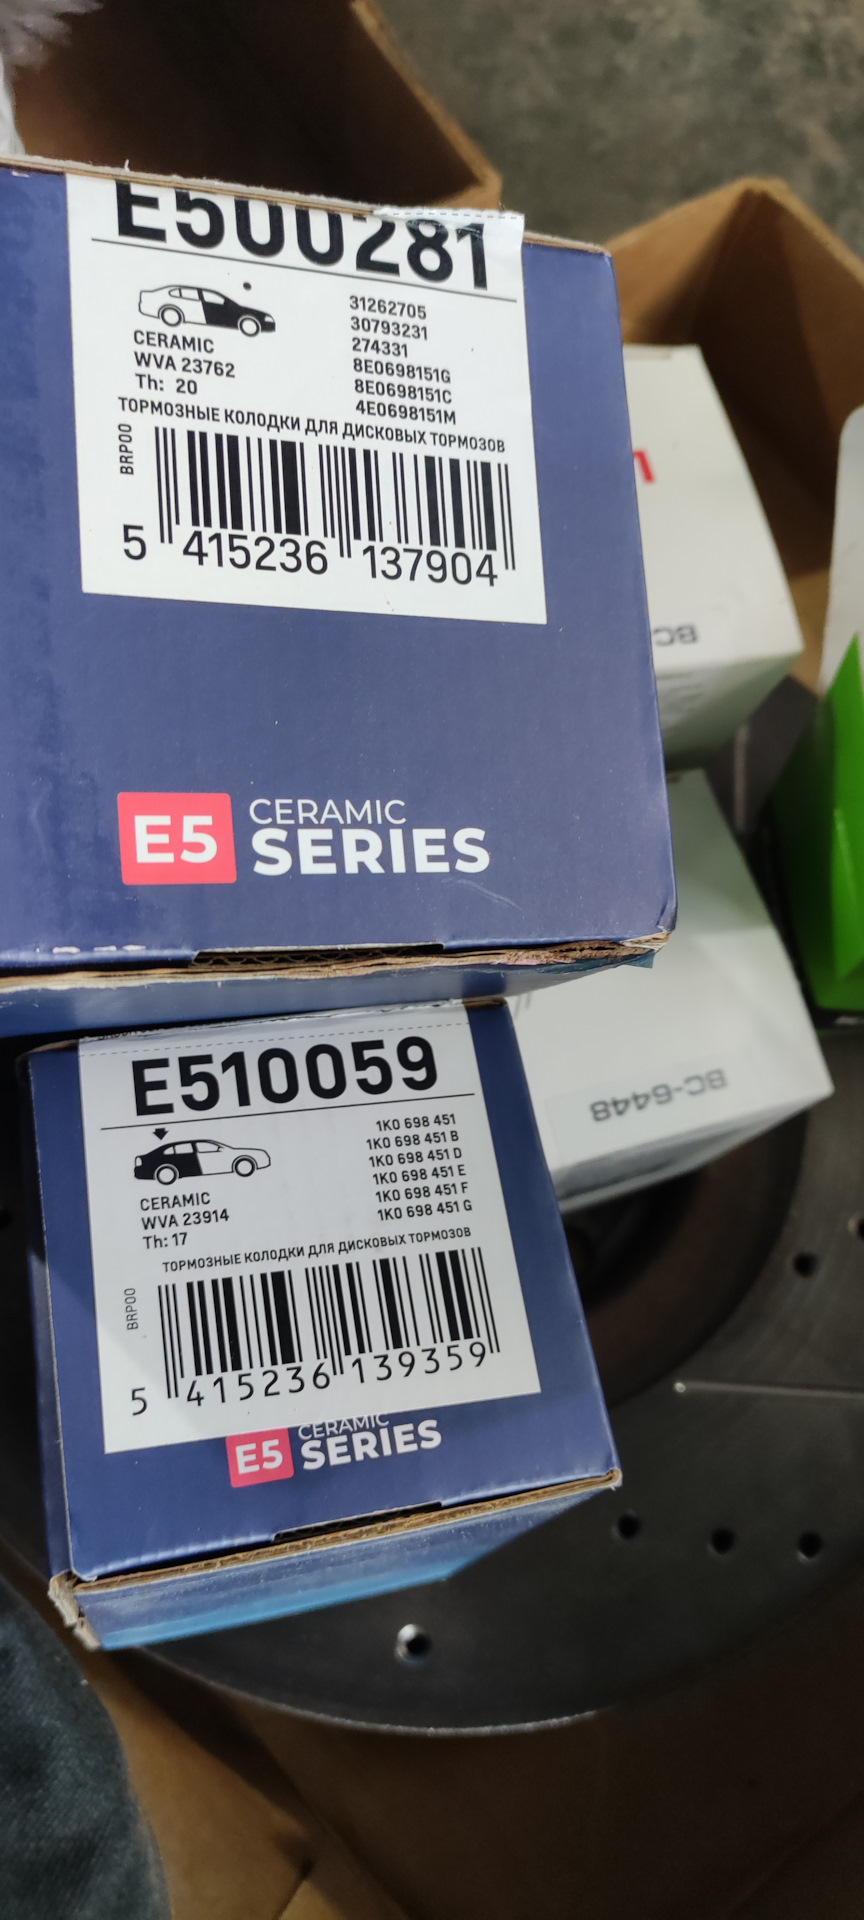 E500281
31262705
30793231
274331
8E0698151G
8E0698151C
4E0698151M
CERAMIC
WVA 23762
Th: 20
ТОРМОЗНЫЕ КОЛОДКИ ДЛЯ ДИСКОВЫХ ТОРМОЗОВ
BRP00
5 415236 137904
E5 CERAMIC
SERIES
BC-
E510059
1K0 698 451
1K0 698 451 B
1K0 698 451 D
1K0 698 451 E
1K0 698 451 F
1K0 698 451 G
CERAMIC
WVA 23914
Th: 17
ТОРМОЗНЫЕ КОЛОДКИ ДЛЯ ДИСКОВЫХ ТОРМОЗОВ
BRP00
5 415236 139359
E5 CERAMIC
SERIES
BC-6448